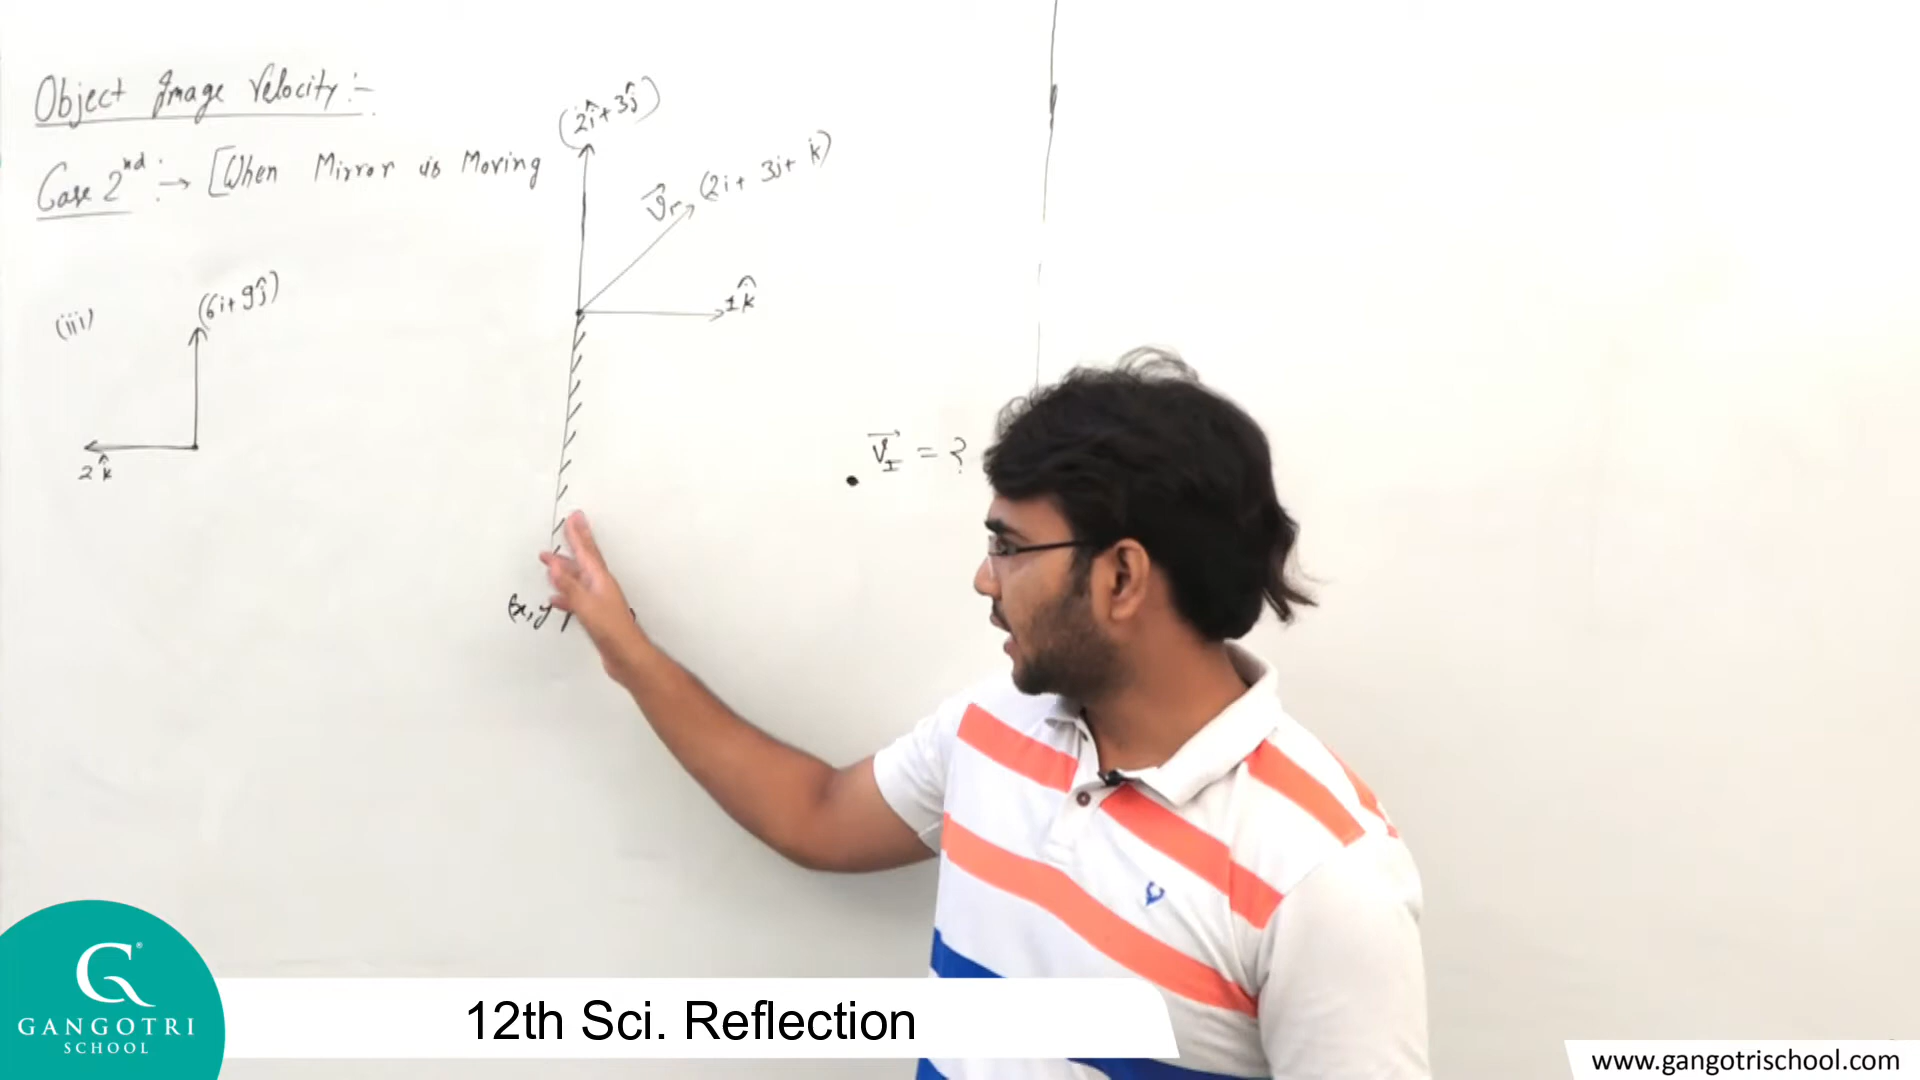 Object Image Velocity :-
Case 2nd :→ [When Mirror is Moving
(2î+3ĵ)
v⃗m (2i+ 3j+ k̂)
1k̂
(iii)
(6i+9ĵ)
2k̂
v⃗I = ?
(x, y
GANGOTRI
SCHOOL
12th Sci. Reflection
www.gangotrischool.com